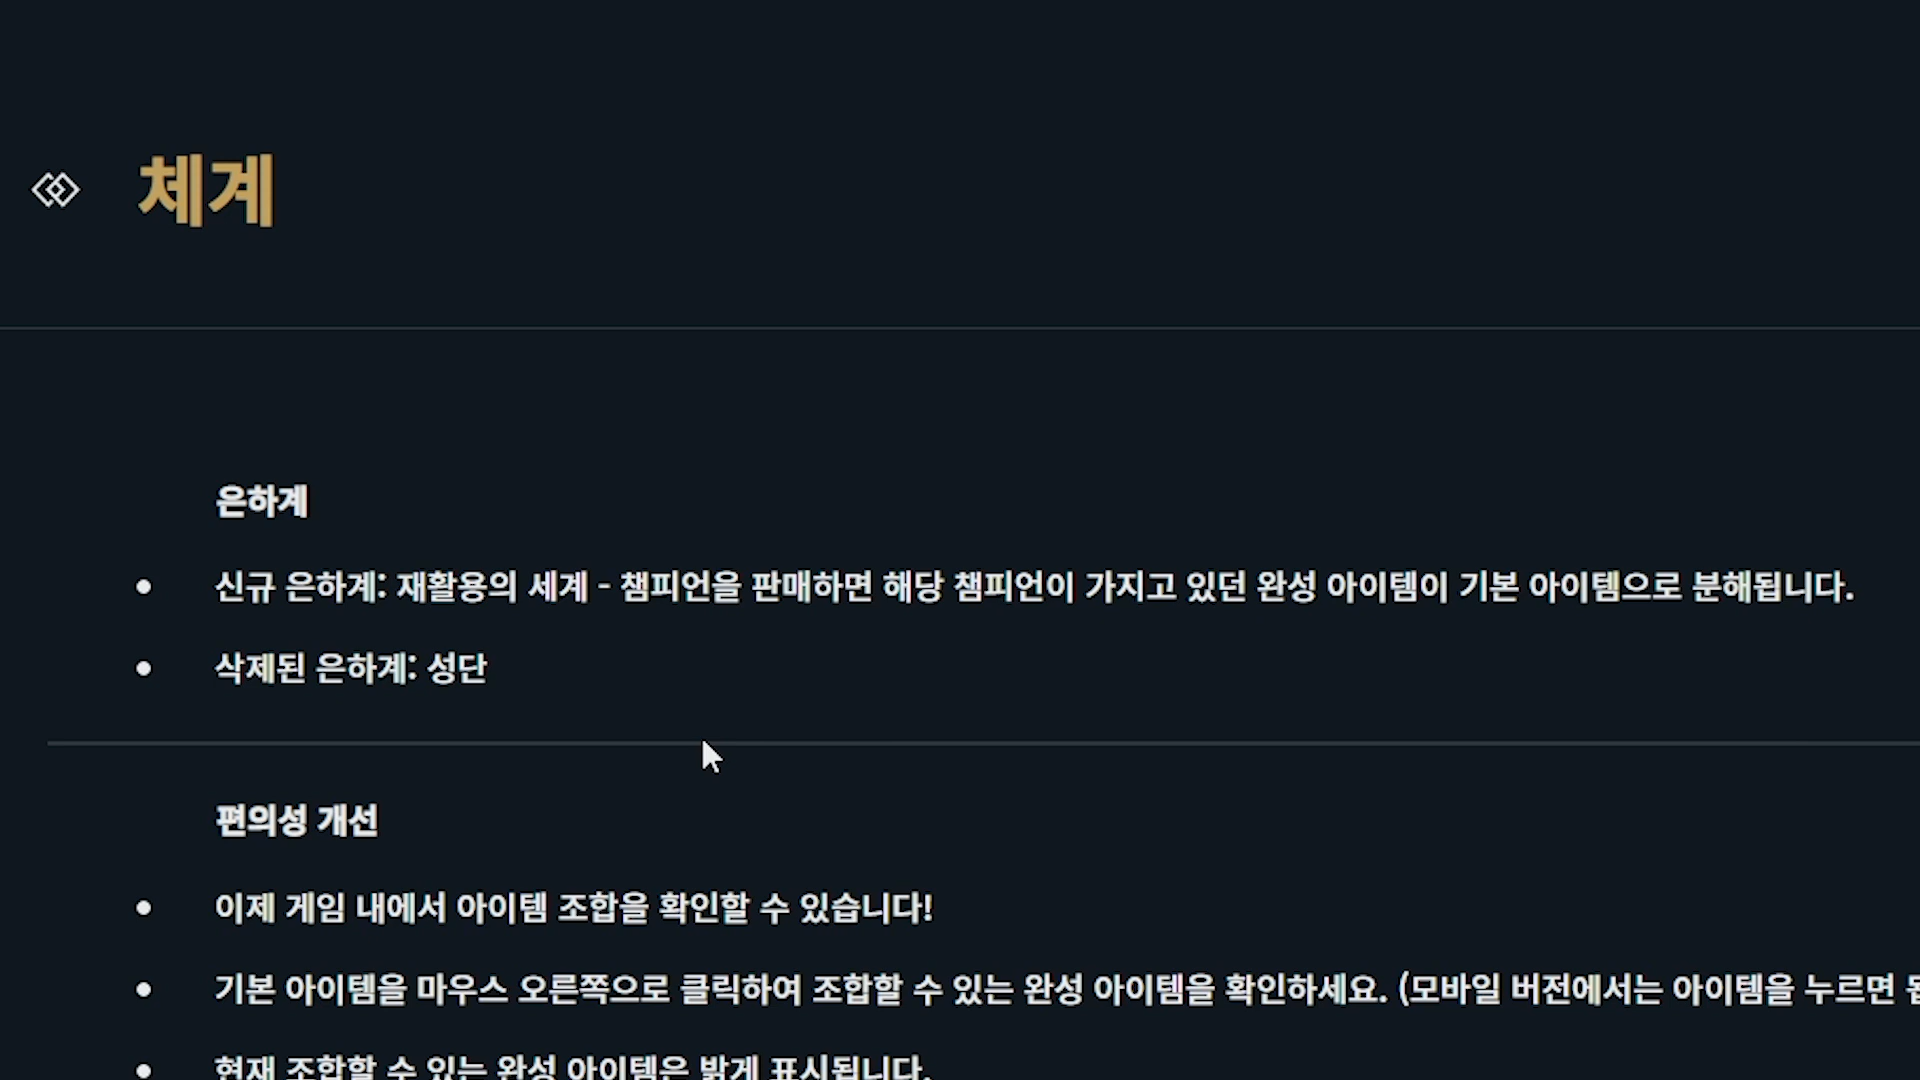 체계
은하계
신규 은하계: 재활용의 세계 - 챔피언을 판매하면 해당 챔피언이 가지고 있던 완성 아이템이 기본 아이템으로 분해됩니다.
삭제된 은하계: 성단
편의성 개선
이제 게임 내에서 아이템 조합을 확인할 수 있습니다!
기본 아이템을 마우스 오른쪽으로 클릭하여 조합할 수 있는 완성 아이템을 확인하세요. (모바일 버전에서는 아이템을 누르면
현재 조합할 수 있는 완성 아이템은 밝게 표시됩니다.